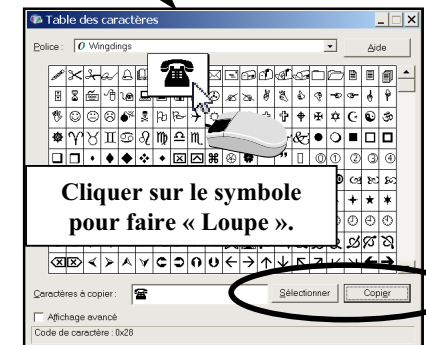 Table des caractères
Police : Wingdings Aide
Cliquer sur le symbole
pour faire « Loupe ».
Caractères à copier : Sélectionner Copier
Affichage avancé
Code de caractère : 0x28